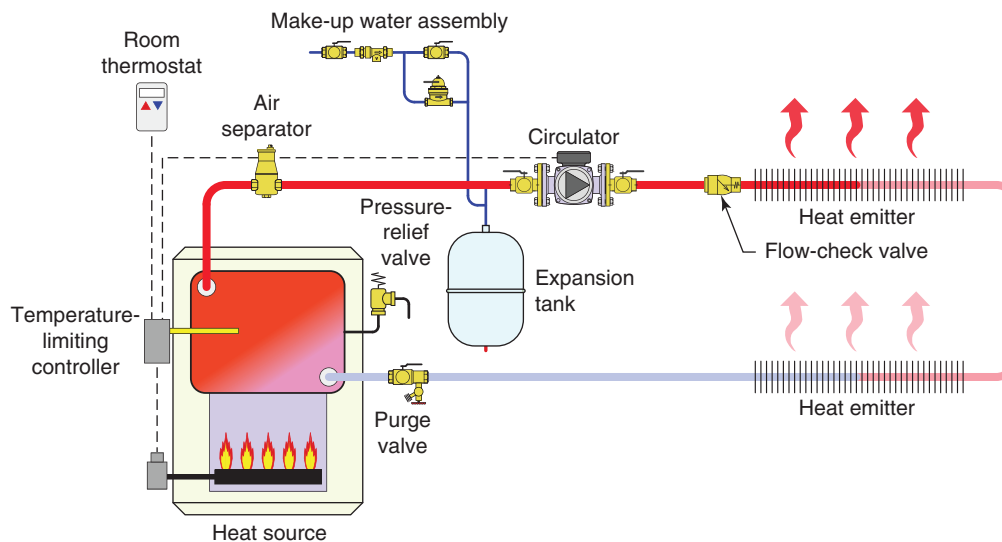 Make-up water assembly
Room
thermostat
Air
separator
Circulator
Pressure-
relief
valve
Heat emitter
Flow-check valve
Expansion
tank
Temperature-
limiting
controller
Purge
valve
Heat emitter
Heat source